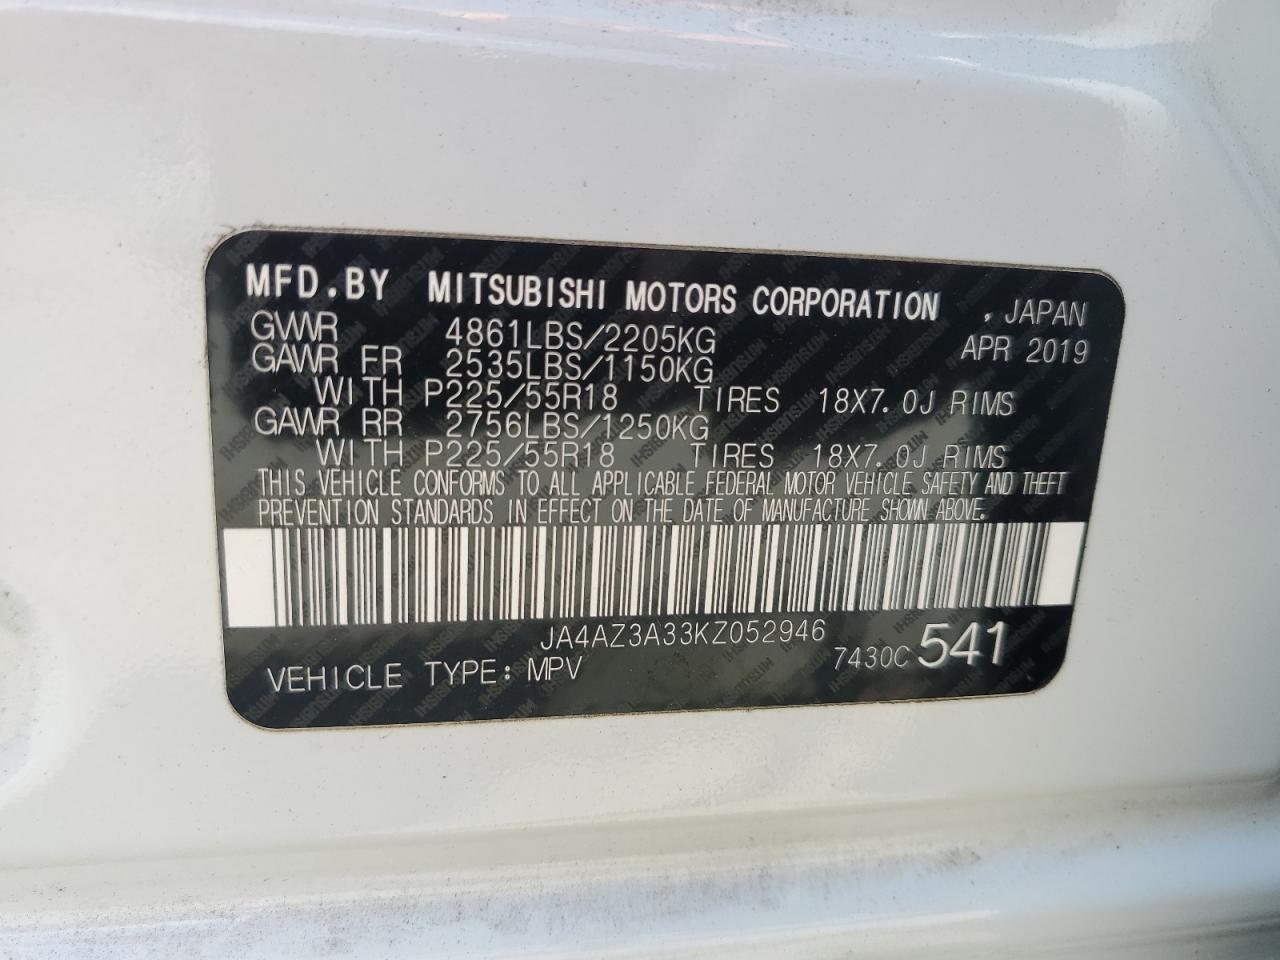 MFD.BY MITSUBISHI MOTORS CORPORATION , JAPAN
GVWR 4861LBS/2205KG APR 2019
GAWR FR 2535LBS/1150KG
WITH P225/55R18 TIRES 18X7.0J RIMS
GAWR RR 2756LBS/1250KG
WITH P225/55R18 TIRES 18X7.0J RIMS
THIS VEHICLE CONFORMS TO ALL APPLICABLE FEDERAL MOTOR VEHICLE SAFETY AND THEFT
PREVENTION STANDARDS IN EFFECT ON THE DATE OF MANUFACTURE SHOWN ABOVE.
JA4AZ3A33KZ052946
VEHICLE TYPE: MPV 7430C 541